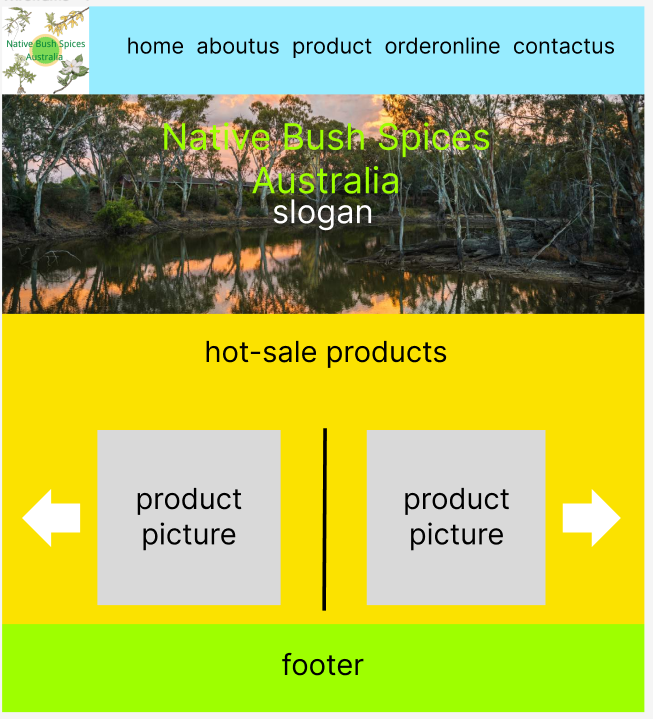 Native Bush Spices
Australia
home aboutus product orderonline contactus
Native Bush Spices
Australia
slogan
hot-sale products
product
picture
product
picture
footer